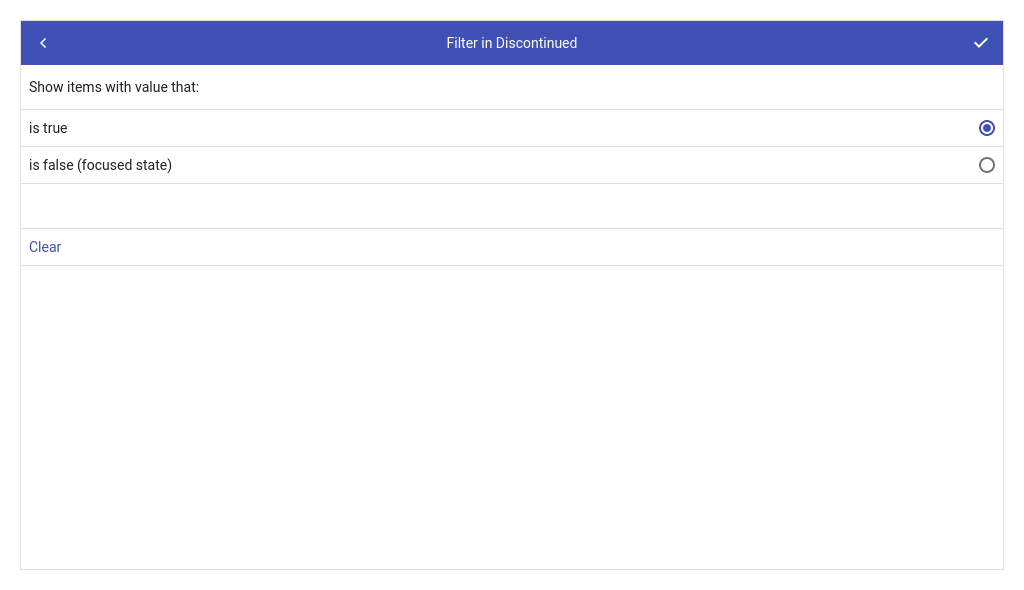 Filter in Discontinued
Show items with value that:
is true
is false (focused state)
Clear